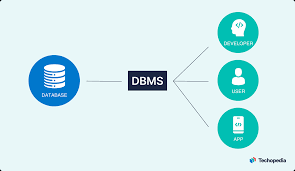 DEVELOPER
DATABASE
DBMS
USER
APP
Techopedia